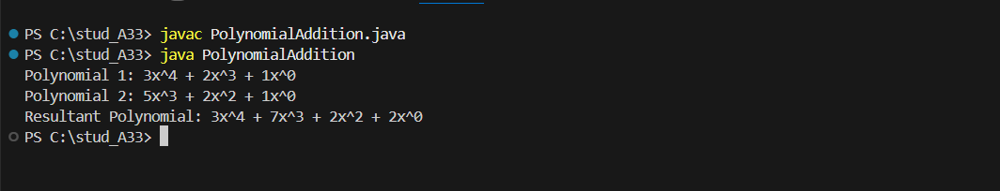 PS C:\stud_A33> javac PolynomialAddition.java
PS C:\stud_A33> java PolynomialAddition
Polynomial 1: 3x^4 + 2x^3 + 1x^0
Polynomial 2: 5x^3 + 2x^2 + 1x^0
Resultant Polynomial: 3x^4 + 7x^3 + 2x^2 + 2x^0
PS C:\stud_A33>